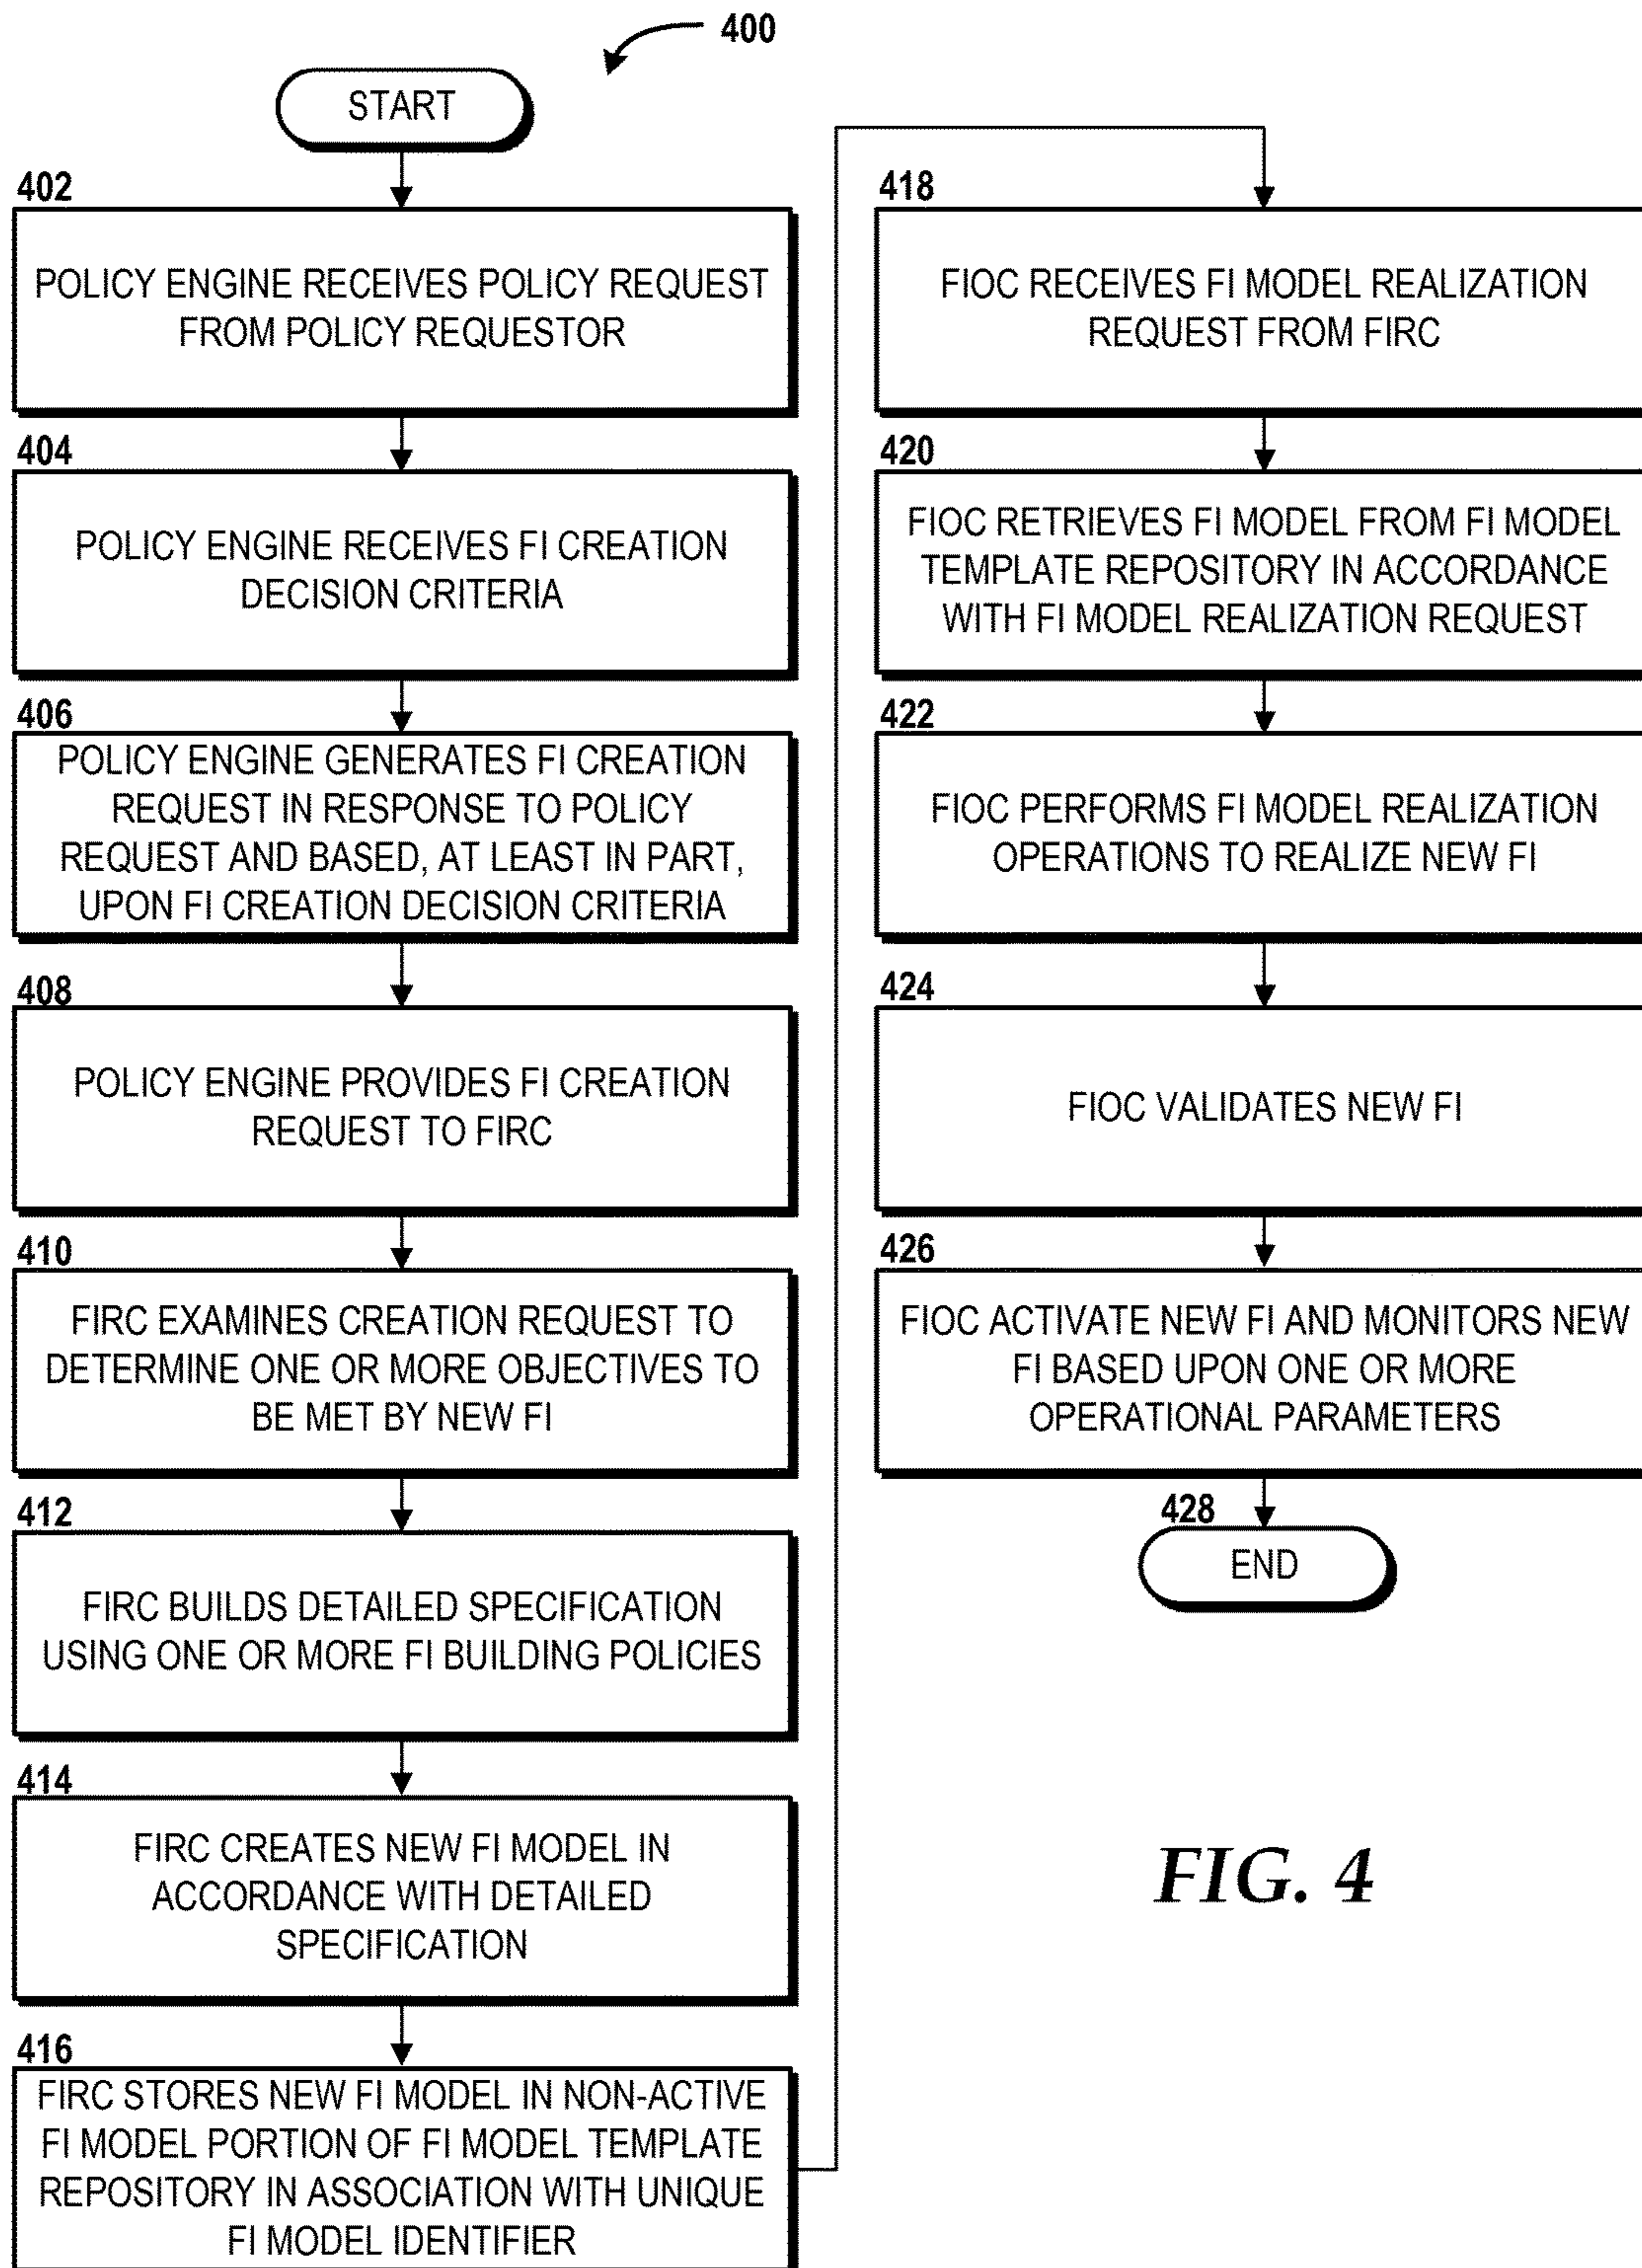 400
START
402
POLICY ENGINE RECEIVES POLICY REQUEST
FROM POLICY REQUESTOR
404
POLICY ENGINE RECEIVES FI CREATION
DECISION CRITERIA
406
POLICY ENGINE GENERATES FI CREATION
REQUEST IN RESPONSE TO POLICY
REQUEST AND BASED, AT LEAST IN PART,
UPON FI CREATION DECISION CRITERIA
408
POLICY ENGINE PROVIDES FI CREATION
REQUEST TO FIRC
410
FIRC EXAMINES CREATION REQUEST TO
DETERMINE ONE OR MORE OBJECTIVES TO
BE MET BY NEW FI
412
FIRC BUILDS DETAILED SPECIFICATION
USING ONE OR MORE FI BUILDING POLICIES
414
FIRC CREATES NEW FI MODEL IN
ACCORDANCE WITH DETAILED
SPECIFICATION
416
FIRC STORES NEW FI MODEL IN NON-ACTIVE
FI MODEL PORTION OF FI MODEL TEMPLATE
REPOSITORY IN ASSOCIATION WITH UNIQUE
FI MODEL IDENTIFIER
418
FIOC RECEIVES FI MODEL REALIZATION
REQUEST FROM FIRC
420
FIOC RETRIEVES FI MODEL FROM FI MODEL
TEMPLATE REPOSITORY IN ACCORDANCE
WITH FI MODEL REALIZATION REQUEST
422
FIOC PERFORMS FI MODEL REALIZATION
OPERATIONS TO REALIZE NEW FI
424
FIOC VALIDATES NEW FI
426
FIOC ACTIVATE NEW FI AND MONITORS NEW
FI BASED UPON ONE OR MORE
OPERATIONAL PARAMETERS
428
END
FIG. 4